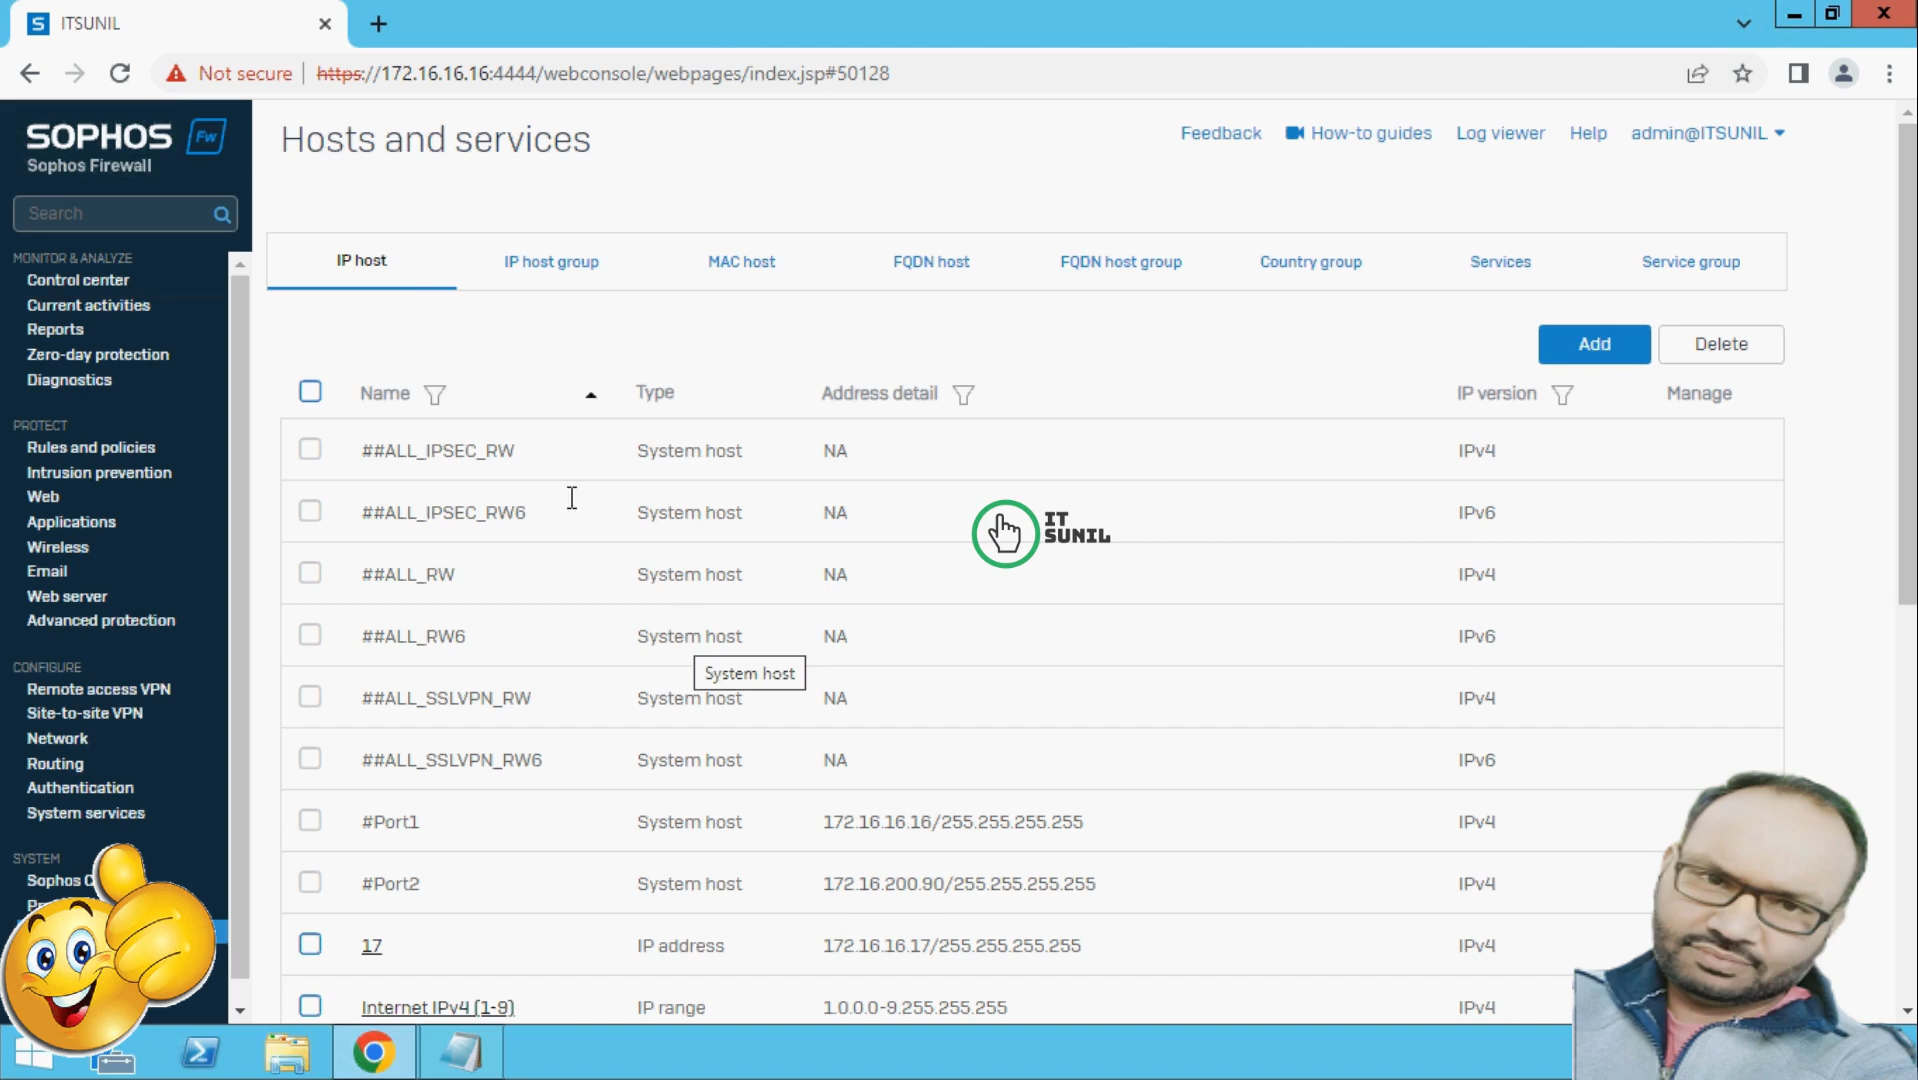 S ITSUNIL
Not secure https://172.16.16.16:4444/webconsole/webpages/index.jsp#50128
SOPHOS Fw
Sophos Firewall
Search
MONITOR & ANALYZE
Control center
Current activities
Reports
Zero-day protection
Diagnostics
PROTECT
Rules and policies
Intrusion prevention
Web
Applications
Wireless
Email
Web server
Advanced protection
CONFIGURE
Remote access VPN
Site-to-site VPN
Network
Routing
Authentication
System services
SYSTEM
Sophos
Hosts and services
Feedback How-to guides Log viewer Help admin@ITSUNIL
IP host IP host group MAC host FQDN host FQDN host group Country group Services Service group
Add Delete
Name Type Address detail IP version Manage
##ALL_IPSEC_RW System host NA IPv4
##ALL_IPSEC_RW6 System host NA IPv6
IT
SUNIL
##ALL_RW System host NA IPv4
##ALL_RW6 System host NA IPv6
System host
##ALL_SSLVPN_RW System host NA IPv4
##ALL_SSLVPN_RW6 System host NA IPv6
#Port1 System host 172.16.16.16/255.255.255.255 IPv4
#Port2 System host 172.16.200.90/255.255.255.255 IPv4
17 IP address 172.16.16.17/255.255.255.255 IPv4
Internet IPv4 (1-9) IP range 1.0.0.0-9.255.255.255 IPv4